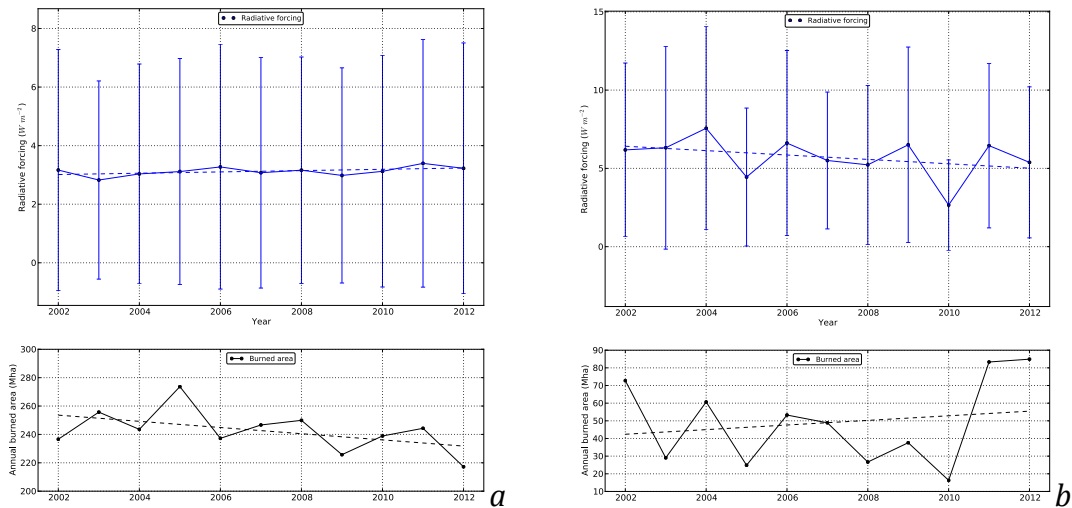 Radiative forcing
Radiative forcing (W m⁻²)
8
6
4
2
0
2002 2004 2006 2008 2010 2012
Year
Burned area
Annual burned area (Mha)
300
280
260
240
220
200
2002 2004 2006 2008 2010 2012
a
Radiative forcing
Radiative forcing (W m⁻²)
15
10
5
0
2002 2004 2006 2008 2010 2012
Year
Burned area
Annual burned area (Mha)
90
80
70
60
50
40
30
20
10
2002 2004 2006 2008 2010 2012
b